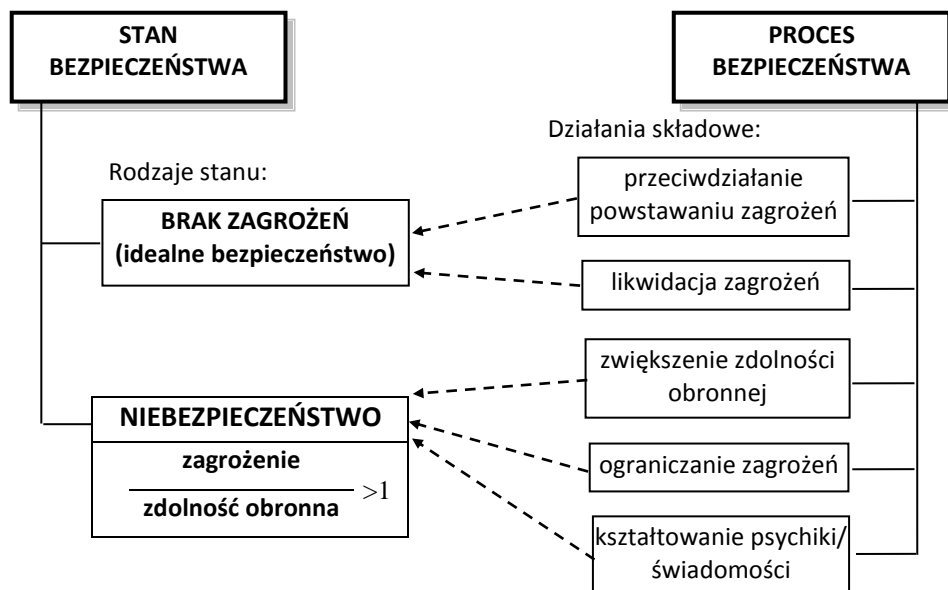 STAN
BEZPIECZEŃSTWA
PROCES
BEZPIECZEŃSTWA
Działania składowe:
Rodzaje stanu:
przeciwdziałanie
powstawaniu zagrożeń
BRAK ZAGROŻEŃ
(idealne bezpieczeństwo)
likwidacja zagrożeń
zwiększenie zdolności
obronnej
NIEBEZPIECZEŃSTWO
zagrożenie
zdolność obronna >1
ograniczanie zagrożeń
kształtowanie psychiki/
świadomości